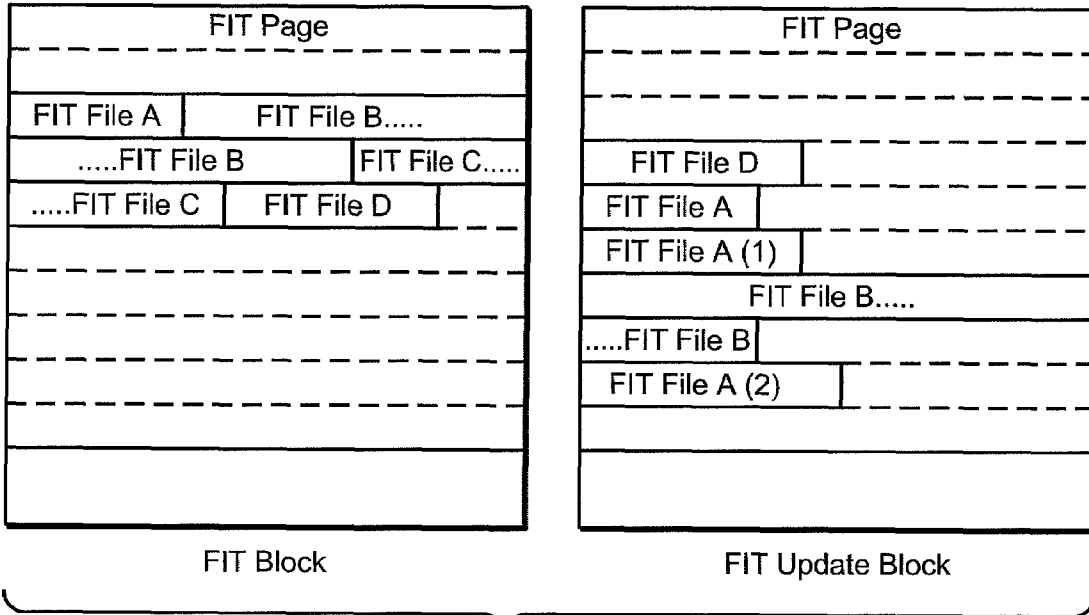 FIT Page
FIT File A
FIT File B.....
.....FIT File B
FIT File C.....
.....FIT File C
FIT File D
FIT Block
FIT Page
FIT File D
FIT File A
FIT File A (1)
FIT File B.....
.....FIT File B
FIT File A (2)
FIT Update Block